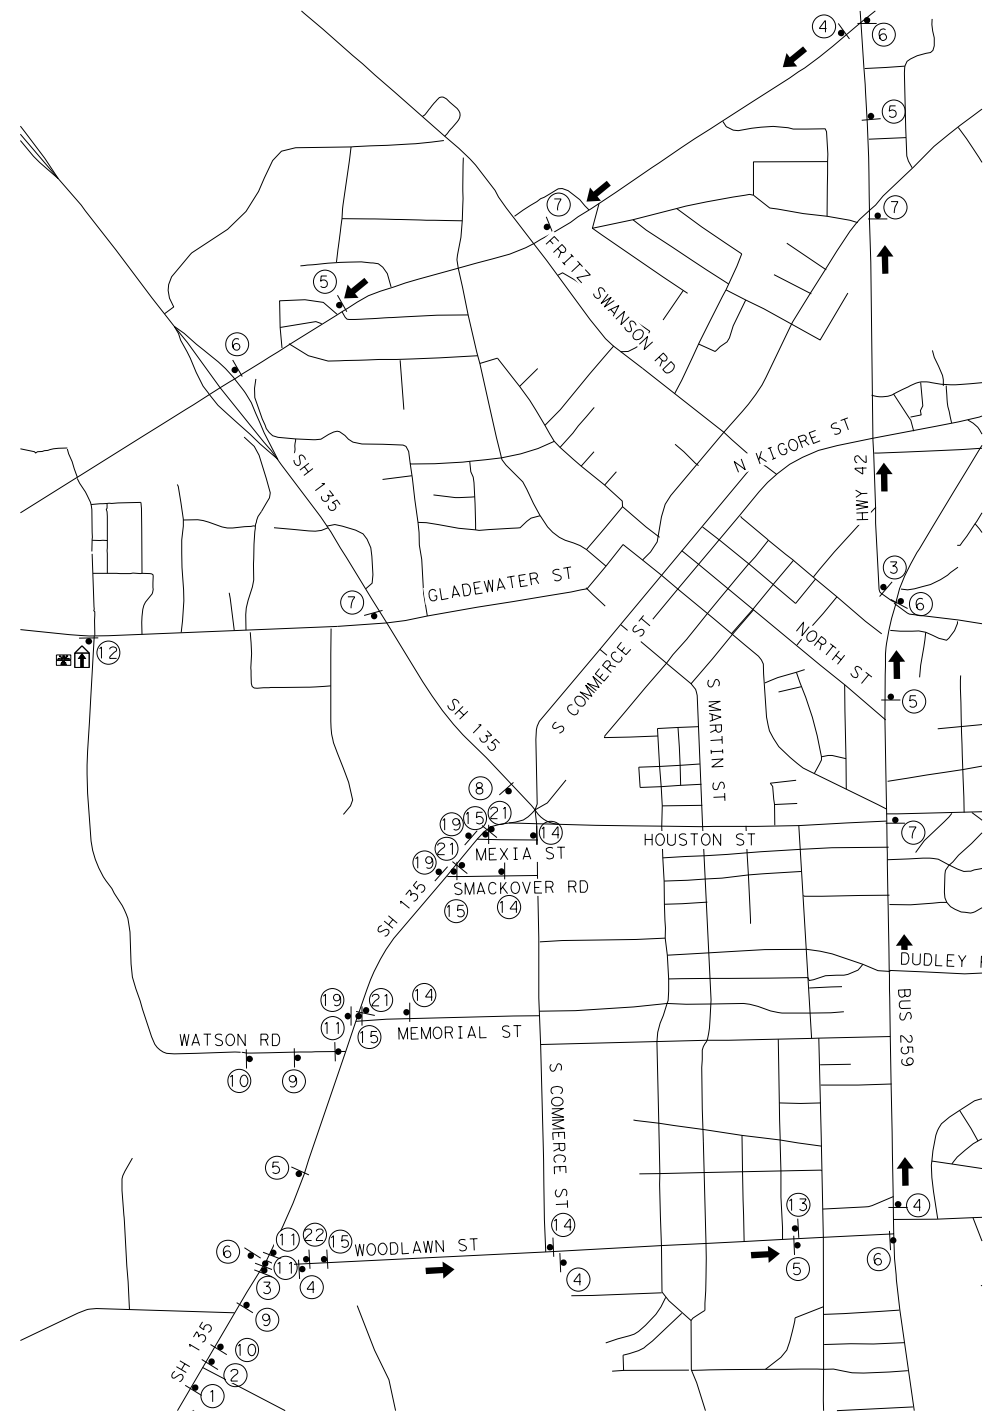 4
6
5
7
7
FRITZ SWANSON RD
5
6
N KIGORE ST
SH 135
HWY 42
3
GLADEWATER ST
7
6
12
NORTH ST
S COMMERCE ST
5
S MARTIN ST
SH 135
8
19
15
21
14
HOUSTON ST
7
MEXIA ST
21
19
SMACKOVER RD
15
14
SH 135
DUDLEY
19
21
14
11
15
MEMORIAL ST
WATSON RD
10
9
BUS 259
S COMMERCE ST
5
4
13
14
6
11
22
15
WOODLAWN ST
11
3
4
4
5
6
9
SH 135
10
2
1